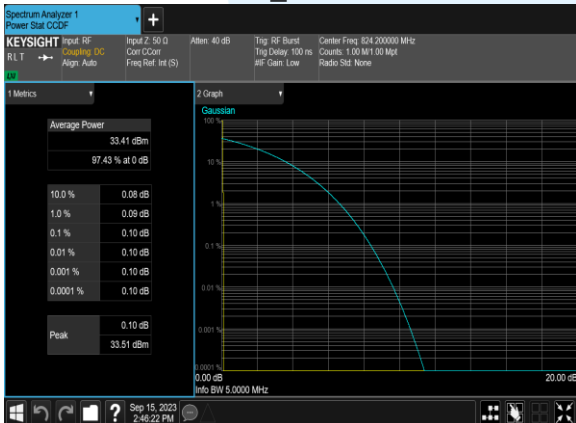 Spectrum Analyzer 1
Power Stat CCDF
+
KEYSIGHT
R L T
Input: RF
Coupling: DC
Align: Auto
Input Z: 50 Ω
Corr CCorr
Freq Ref: Int (S)
Atten: 40 dB
Trig: RF Burst
Trig Delay: 100 ns
#IF Gain: Low
Center Freq: 824.200000 MHz
Counts: 1.00 M/1.00 Mpt
Radio Std: None
1 Metrics
Average Power
33.41 dBm
97.43 % at 0 dB
10.0 % 0.08 dB
1.0 % 0.09 dB
0.1 % 0.10 dB
0.01 % 0.10 dB
0.001 % 0.10 dB
0.0001 % 0.10 dB
Peak
0.10 dB
33.51 dBm
2 Graph
Gaussian
100 %
10 %
1 %
0.1 %
0.01 %
0.001 %
0.0001 %
0.00 dB
20.00 dB
Info BW 5.0000 MHz
?
Sep 15, 2023
2:46:22 PM